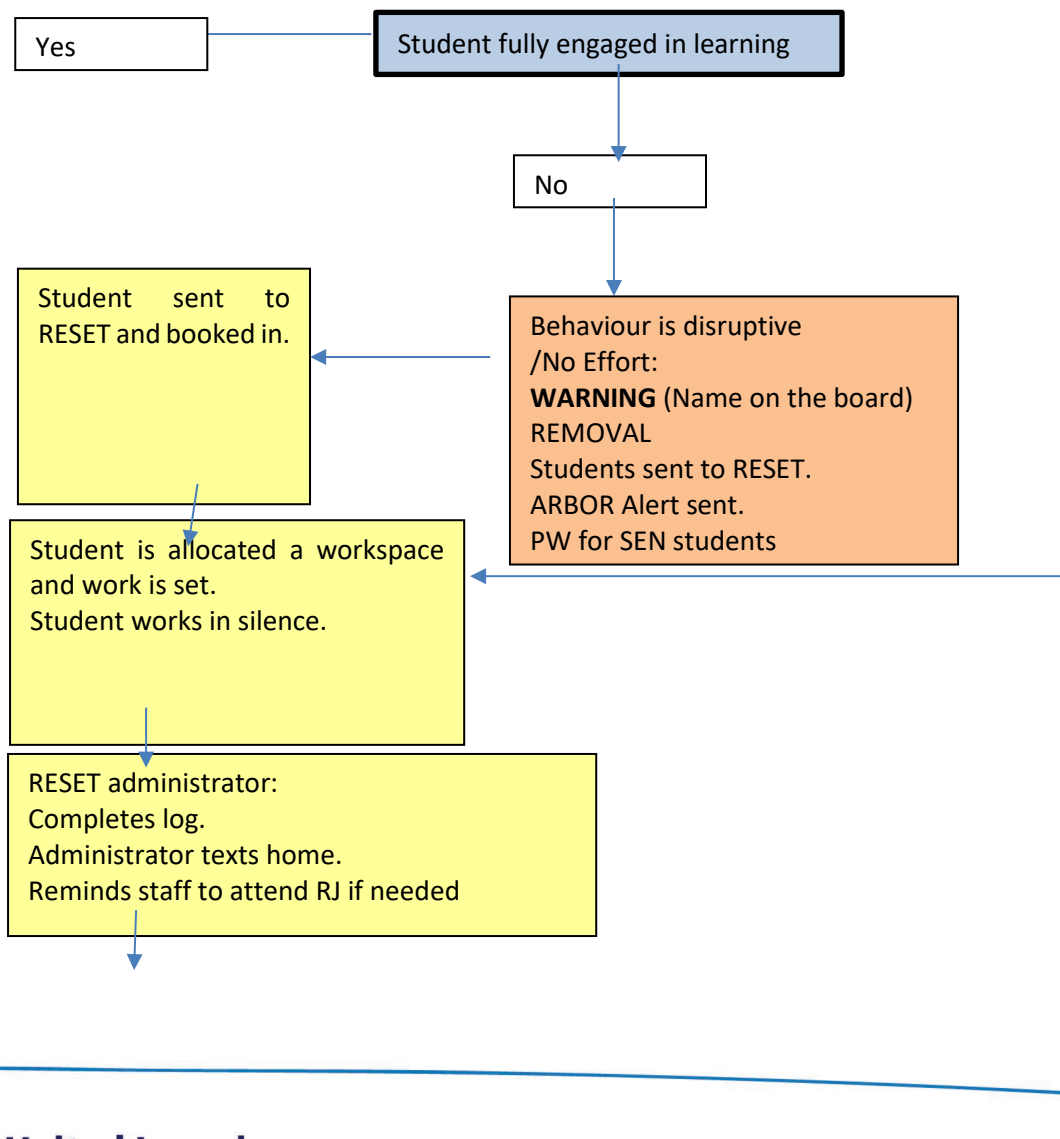 Yes
Student fully engaged in learning
No
Student sent to
RESET and booked in.
Behaviour is disruptive
/No Effort:
WARNING (Name on the board)
REMOVAL
Students sent to RESET.
ARBOR Alert sent.
PW for SEN students
Student is allocated a workspace
and work is set.
Student works in silence.
RESET administrator:
Completes log.
Administrator texts home.
Reminds staff to attend RJ if needed